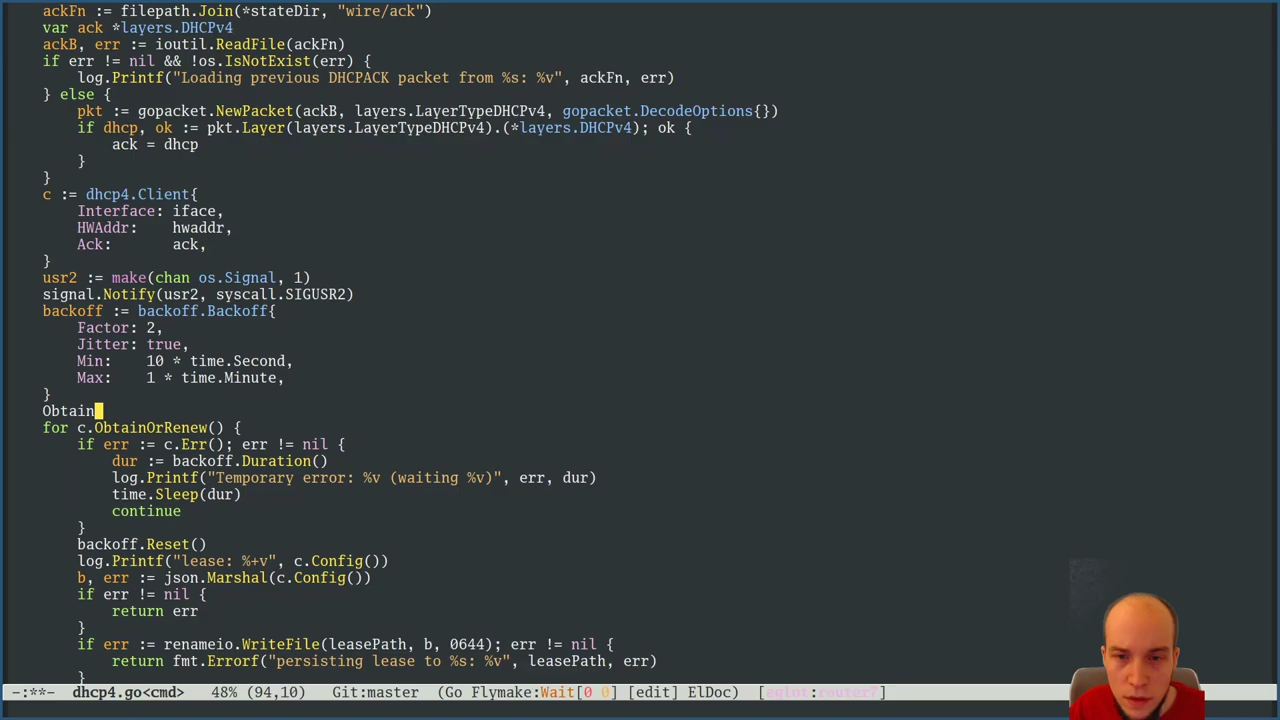 ackFn := filepath.Join(*stateDir, "wire/ack")
var ack *layers.DHCPv4
ackB, err := ioutil.ReadFile(ackFn)
if err != nil && !os.IsNotExist(err) {
log.Printf("Loading previous DHCPACK packet from %s: %v", ackFn, err)
} else {
pkt := gopacket.NewPacket(ackB, layers.LayerTypeDHCPv4, gopacket.DecodeOptions{})
if dhcp, ok := pkt.Layer(layers.LayerTypeDHCPv4).(*layers.DHCPv4); ok {
ack = dhcp
}
}
c := dhcp4.Client{
Interface: iface,
HWAddr: hwaddr,
Ack: ack,
}
usr2 := make(chan os.Signal, 1)
signal.Notify(usr2, syscall.SIGUSR2)
backoff := backoff.Backoff{
Factor: 2,
Jitter: true,
Min: 10 * time.Second,
Max: 1 * time.Minute,
}
Obtain
for c.ObtainOrRenew() {
if err := c.Err(); err != nil {
dur := backoff.Duration()
log.Printf("Temporary error: %v (waiting %v)", err, dur)
time.Sleep(dur)
continue
}
backoff.Reset()
log.Printf("lease: %+v", c.Config())
b, err := json.Marshal(c.Config())
if err != nil {
return err
}
if err := renameio.WriteFile(leasePath, b, 0644); err != nil {
return fmt.Errorf("persisting lease to %s: %v", leasePath, err)
}
-:**- dhcp4.go<cmd> 48% (94,10) Git:master (Go Flymake:Wait[0 0] [edit] ElDoc) [eglot:router7]